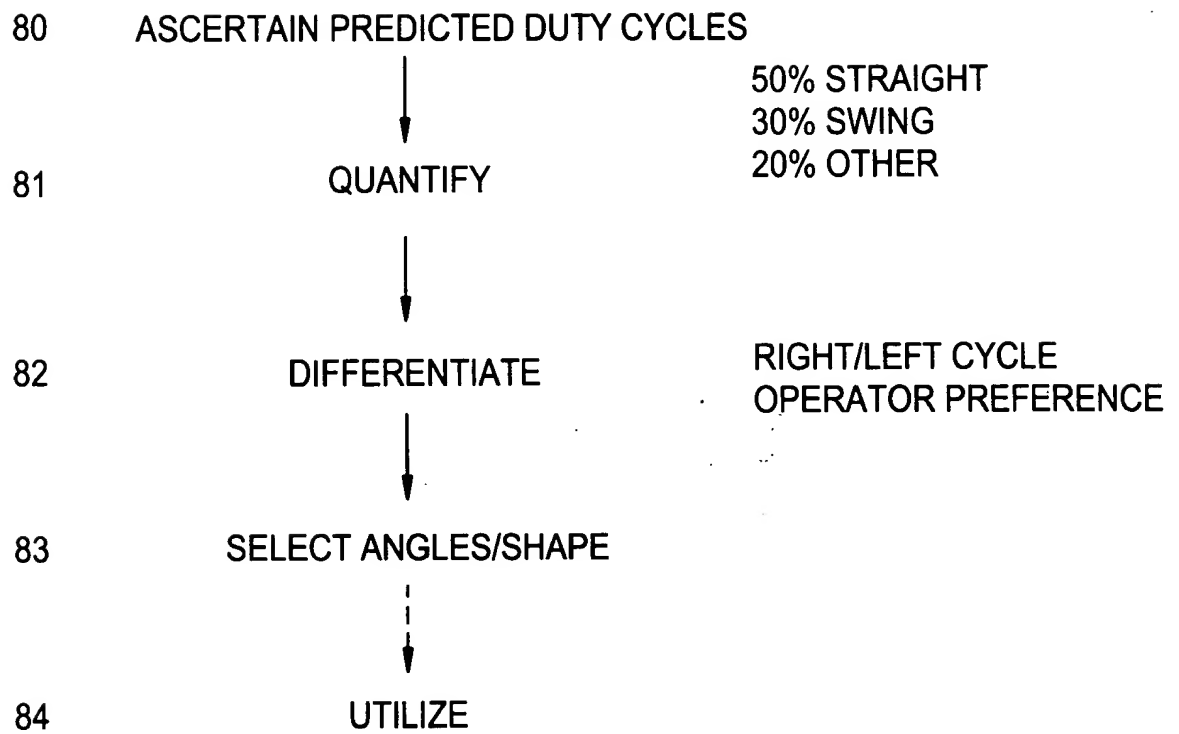 80 ASCERTAIN PREDICTED DUTY CYCLES
50% STRAIGHT
30% SWING
20% OTHER
81 QUANTIFY
82 DIFFERENTIATE
RIGHT/LEFT CYCLE
OPERATOR PREFERENCE
83 SELECT ANGLES/SHAPE
84 UTILIZE